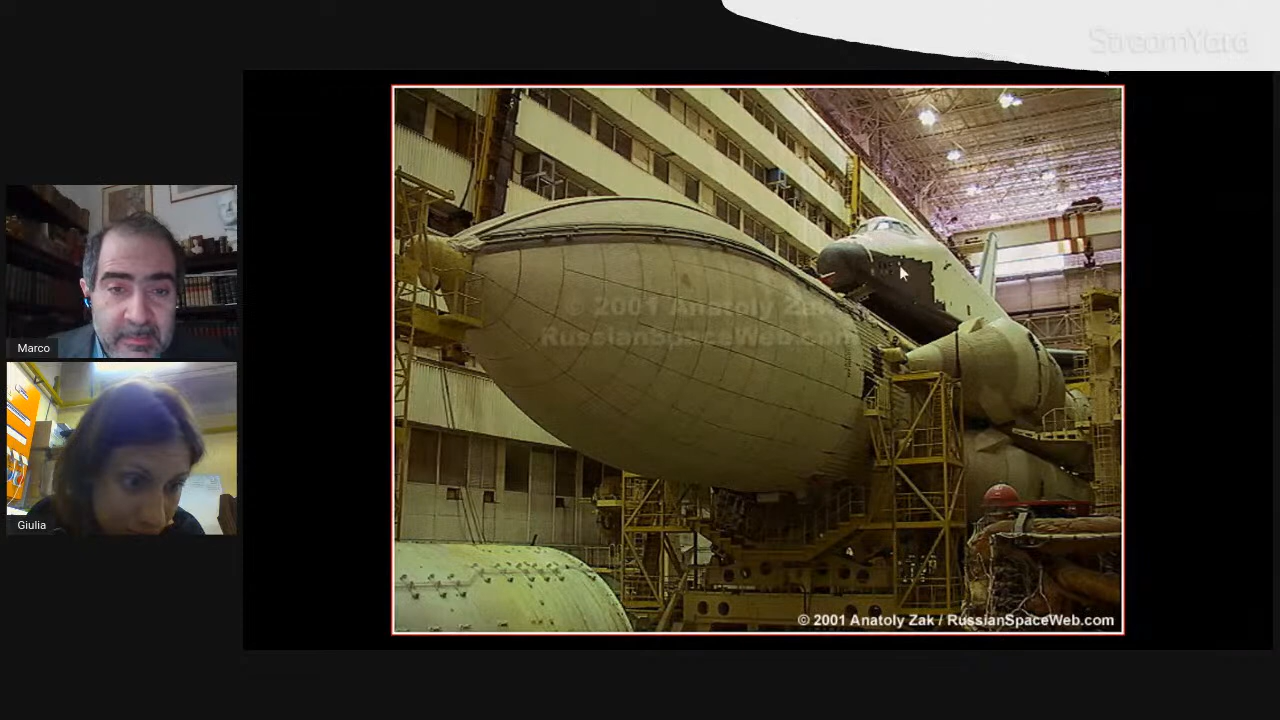 StreamYard
Marco
Giulia
© 2001 Anatoly Zak
RussianSpaceWeb.com
© 2001 Anatoly Zak / RussianSpaceWeb.com